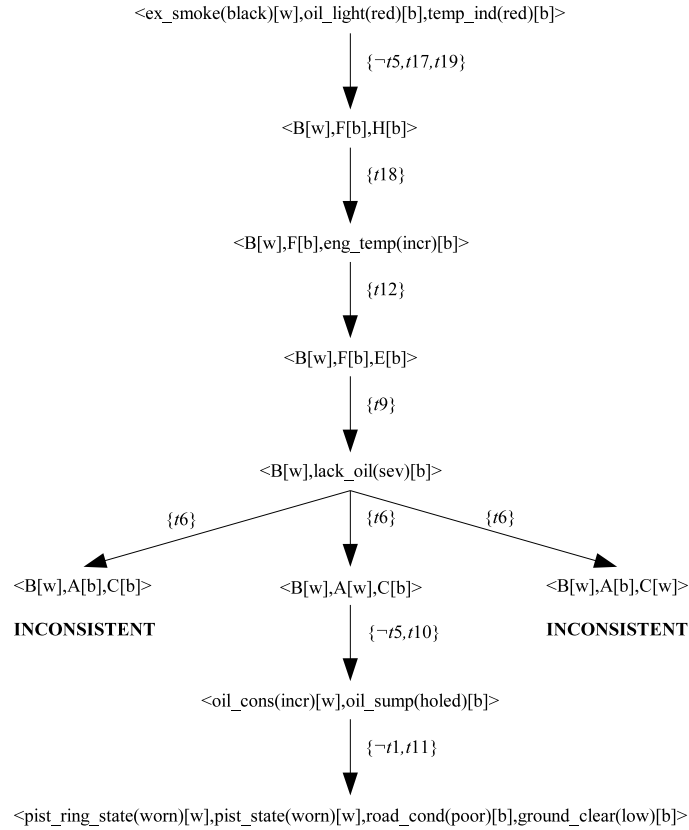 <ex_smoke(black)[w],oil_light(red)[b],temp_ind(red)[b]>
{¬t5,t17,t19}
<B[w],F[b],H[b]>
{t18}
<B[w],F[b],eng_temp(incr)[b]>
{t12}
<B[w],F[b],E[b]>
{t9}
<B[w],lack_oil(sev)[b]>
{t6} {t6} {t6}
<B[w],A[b],C[b]> <B[w],A[w],C[b]> <B[w],A[b],C[w]>
INCONSISTENT INCONSISTENT
{¬t5,t10}
<oil_cons(incr)[w],oil_sump(holed)[b]>
{¬t1,t11}
<pist_ring_state(worn)[w],pist_state(worn)[w],road_cond(poor)[b],ground_clear(low)[b]>